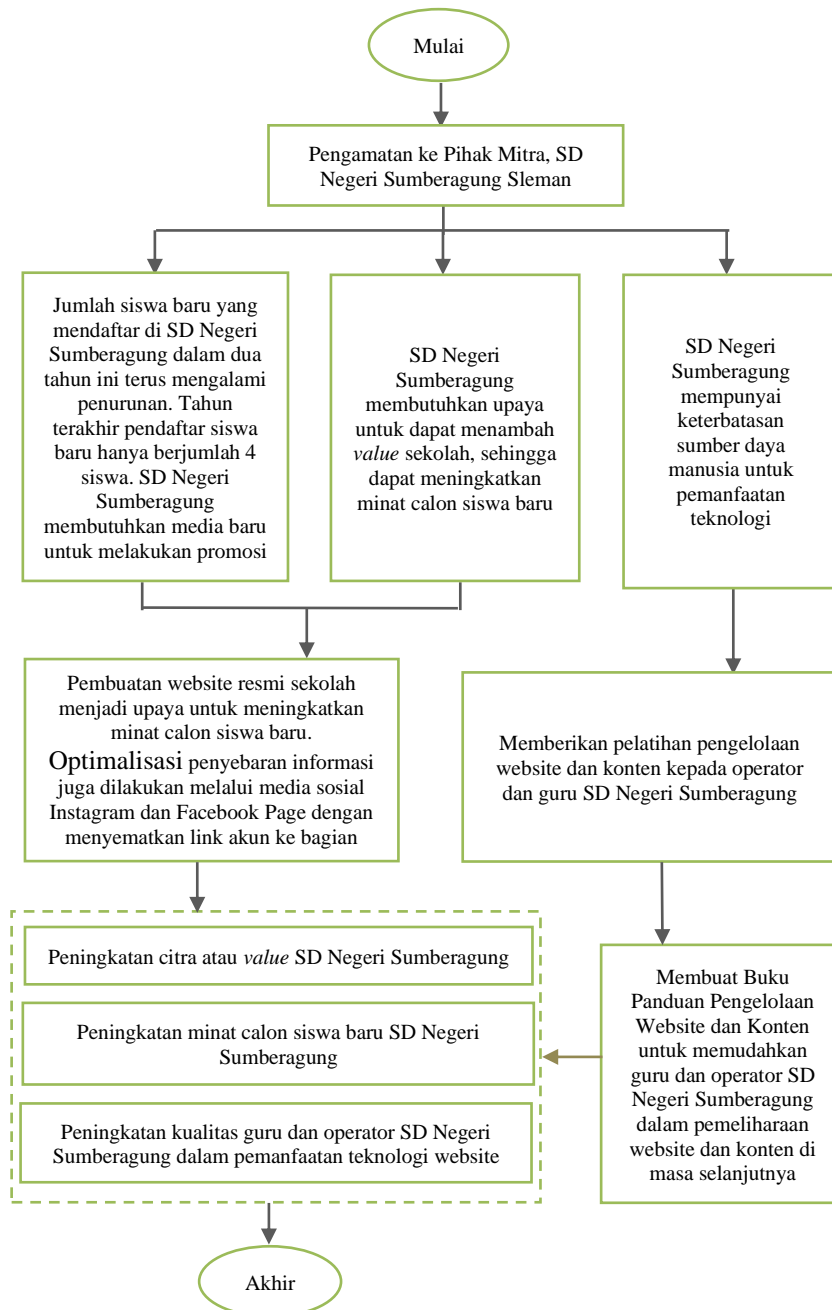 Mulai
Pengamatan ke Pihak Mitra, SD
Negeri Sumberagung Sleman
Jumlah siswa baru yang
mendaftar di SD Negeri
Sumberagung dalam dua
tahun ini terus mengalami
penurunan. Tahun
terakhir pendaftar siswa
baru hanya berjumlah 4
siswa. SD Negeri
Sumberagung
membutuhkan media baru
untuk melakukan promosi
SD Negeri
Sumberagung
membutuhkan upaya
untuk dapat menambah
value sekolah, sehingga
dapat meningkatkan
minat calon siswa baru
SD Negeri
Sumberagung
mempunyai
keterbatasan
sumber daya
manusia untuk
pemanfaatan
teknologi
Pembuatan website resmi sekolah
menjadi upaya untuk meningkatkan
minat calon siswa baru.
Optimalisasi penyebaran informasi
juga dilakukan melalui media sosial
Instagram dan Facebook Page dengan
menyematkan link akun ke bagian
Memberikan pelatihan pengelolaan
website dan konten kepada operator
dan guru SD Negeri Sumberagung
Peningkatan citra atau value SD Negeri Sumberagung
Peningkatan minat calon siswa baru SD Negeri
Sumberagung
Peningkatan kualitas guru dan operator SD Negeri
Sumberagung dalam pemanfaatan teknologi website
Membuat Buku
Panduan Pengelolaan
Website dan Konten
untuk memudahkan
guru dan operator SD
Negeri Sumberagung
dalam pemeliharaan
website dan konten di
masa selanjutnya
Akhir